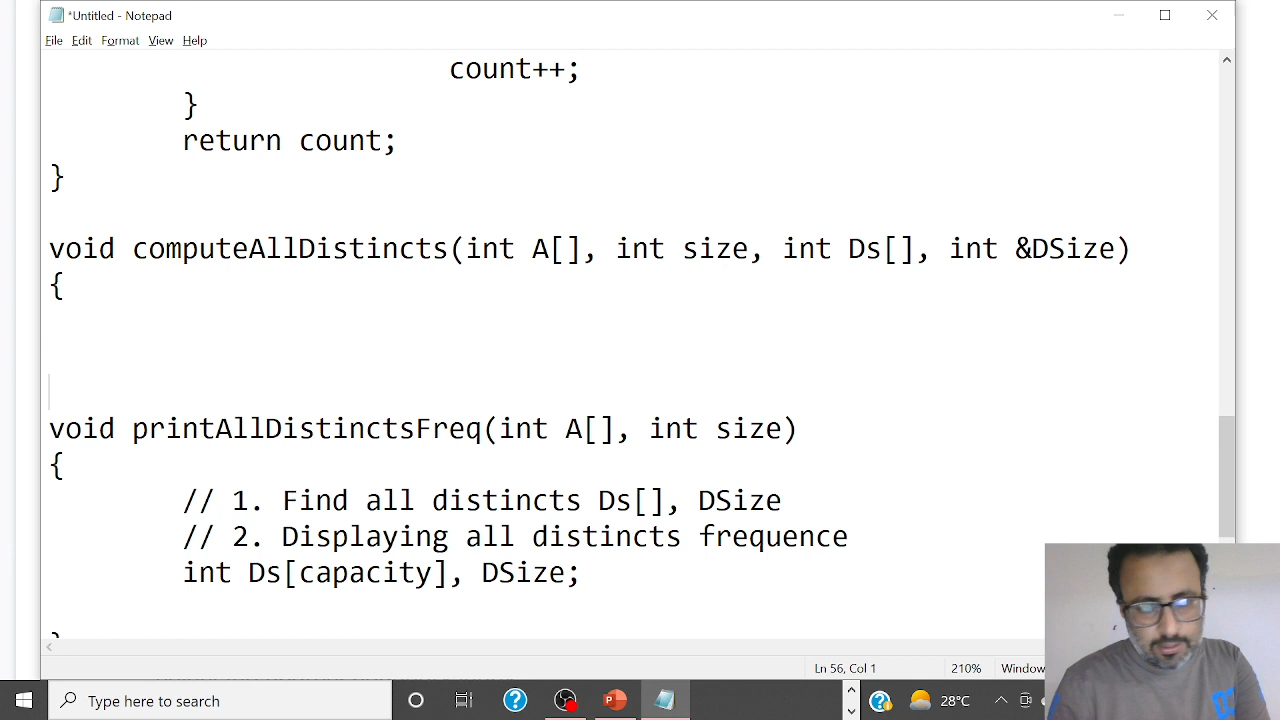 *Untitled - Notepad
File Edit Format View Help
count++;
}
return count;
}
void computeAllDistincts(int A[], int size, int Ds[], int &DSize)
{
void printAllDistinctsFreq(int A[], int size)
{
// 1. Find all distincts Ds[], DSize
// 2. Displaying all distincts frequence
int Ds[capacity], DSize;
Ln 56, Col 1 210% Window
Type here to search 28°C